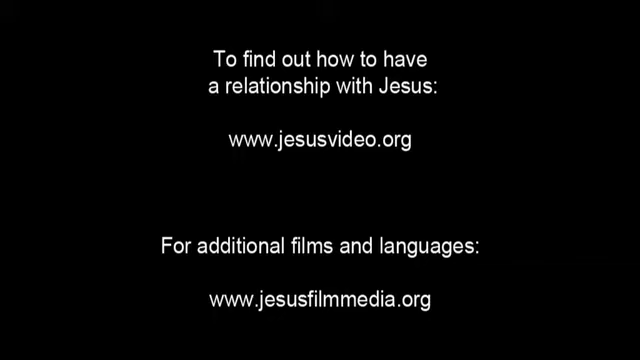 To find out how to have
a relationship with Jesus:
www.jesusvideo.org
For additional films and languages:
www.jesusfilmmedia.org